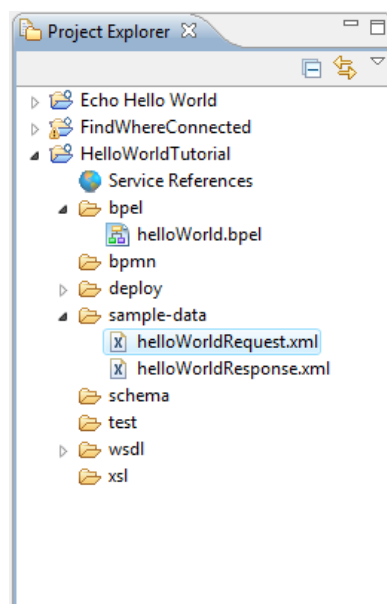 Project Explorer
Echo Hello World
FindWhereConnected
HelloWorldTutorial
Service References
bpel
helloWorld.bpel
bpmn
deploy
sample-data
helloWorldRequest.xml
helloWorldResponse.xml
schema
test
wsdl
xsl